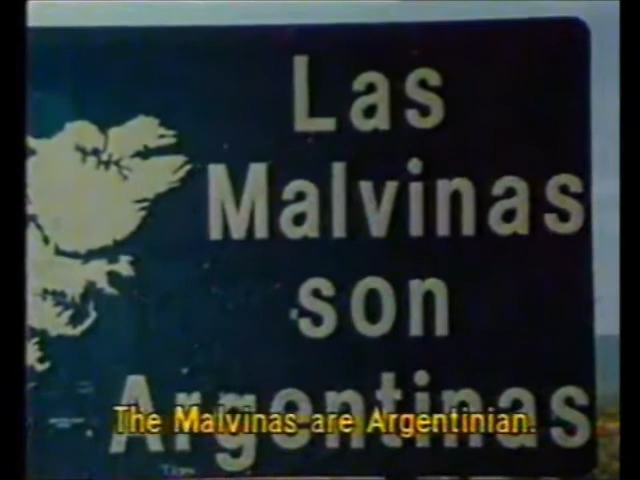 Las
Malvinas
son
Argentinas
The Malvinas are Argentinian.